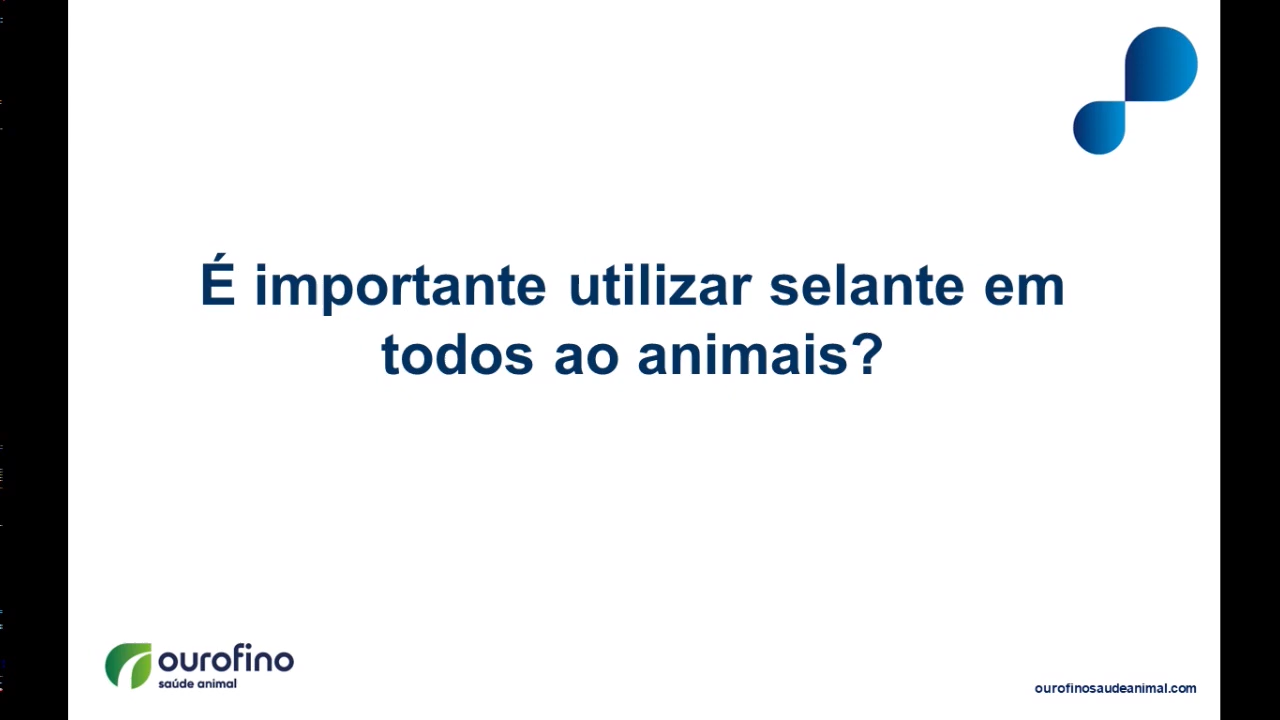 É importante utilizar selante em
todos ao animais?
ourofino
saúde animal
ourofinosaudeanimal.com